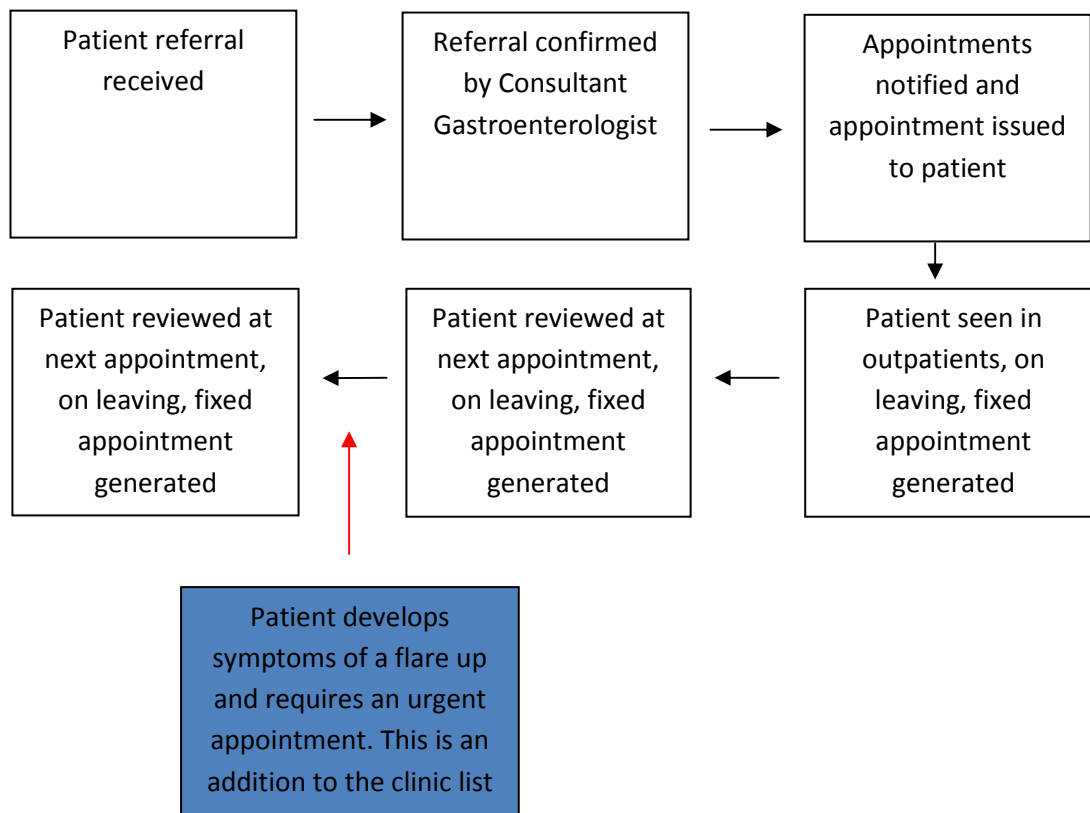 Patient referral
received
Referral confirmed
by Consultant
Gastroenterologist
Appointments
notified and
appointment issued
to patient
Patient reviewed at
next appointment,
on leaving, fixed
appointment
generated
Patient reviewed at
next appointment,
on leaving, fixed
appointment
generated
Patient seen in
outpatients, on
leaving, fixed
appointment
generated
Patient develops
symptoms of a flare up
and requires an urgent
appointment. This is an
addition to the clinic list